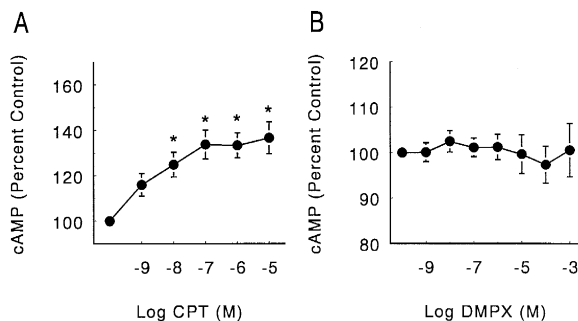 A
cAMP (Percent Control)
160
140
120
100
*
*
*
*
-9 -8 -7 -6 -5
Log CPT (M)
B
cAMP (Percent Control)
120
110
100
90
80
-9 -7 -5 -3
Log DMPX (M)